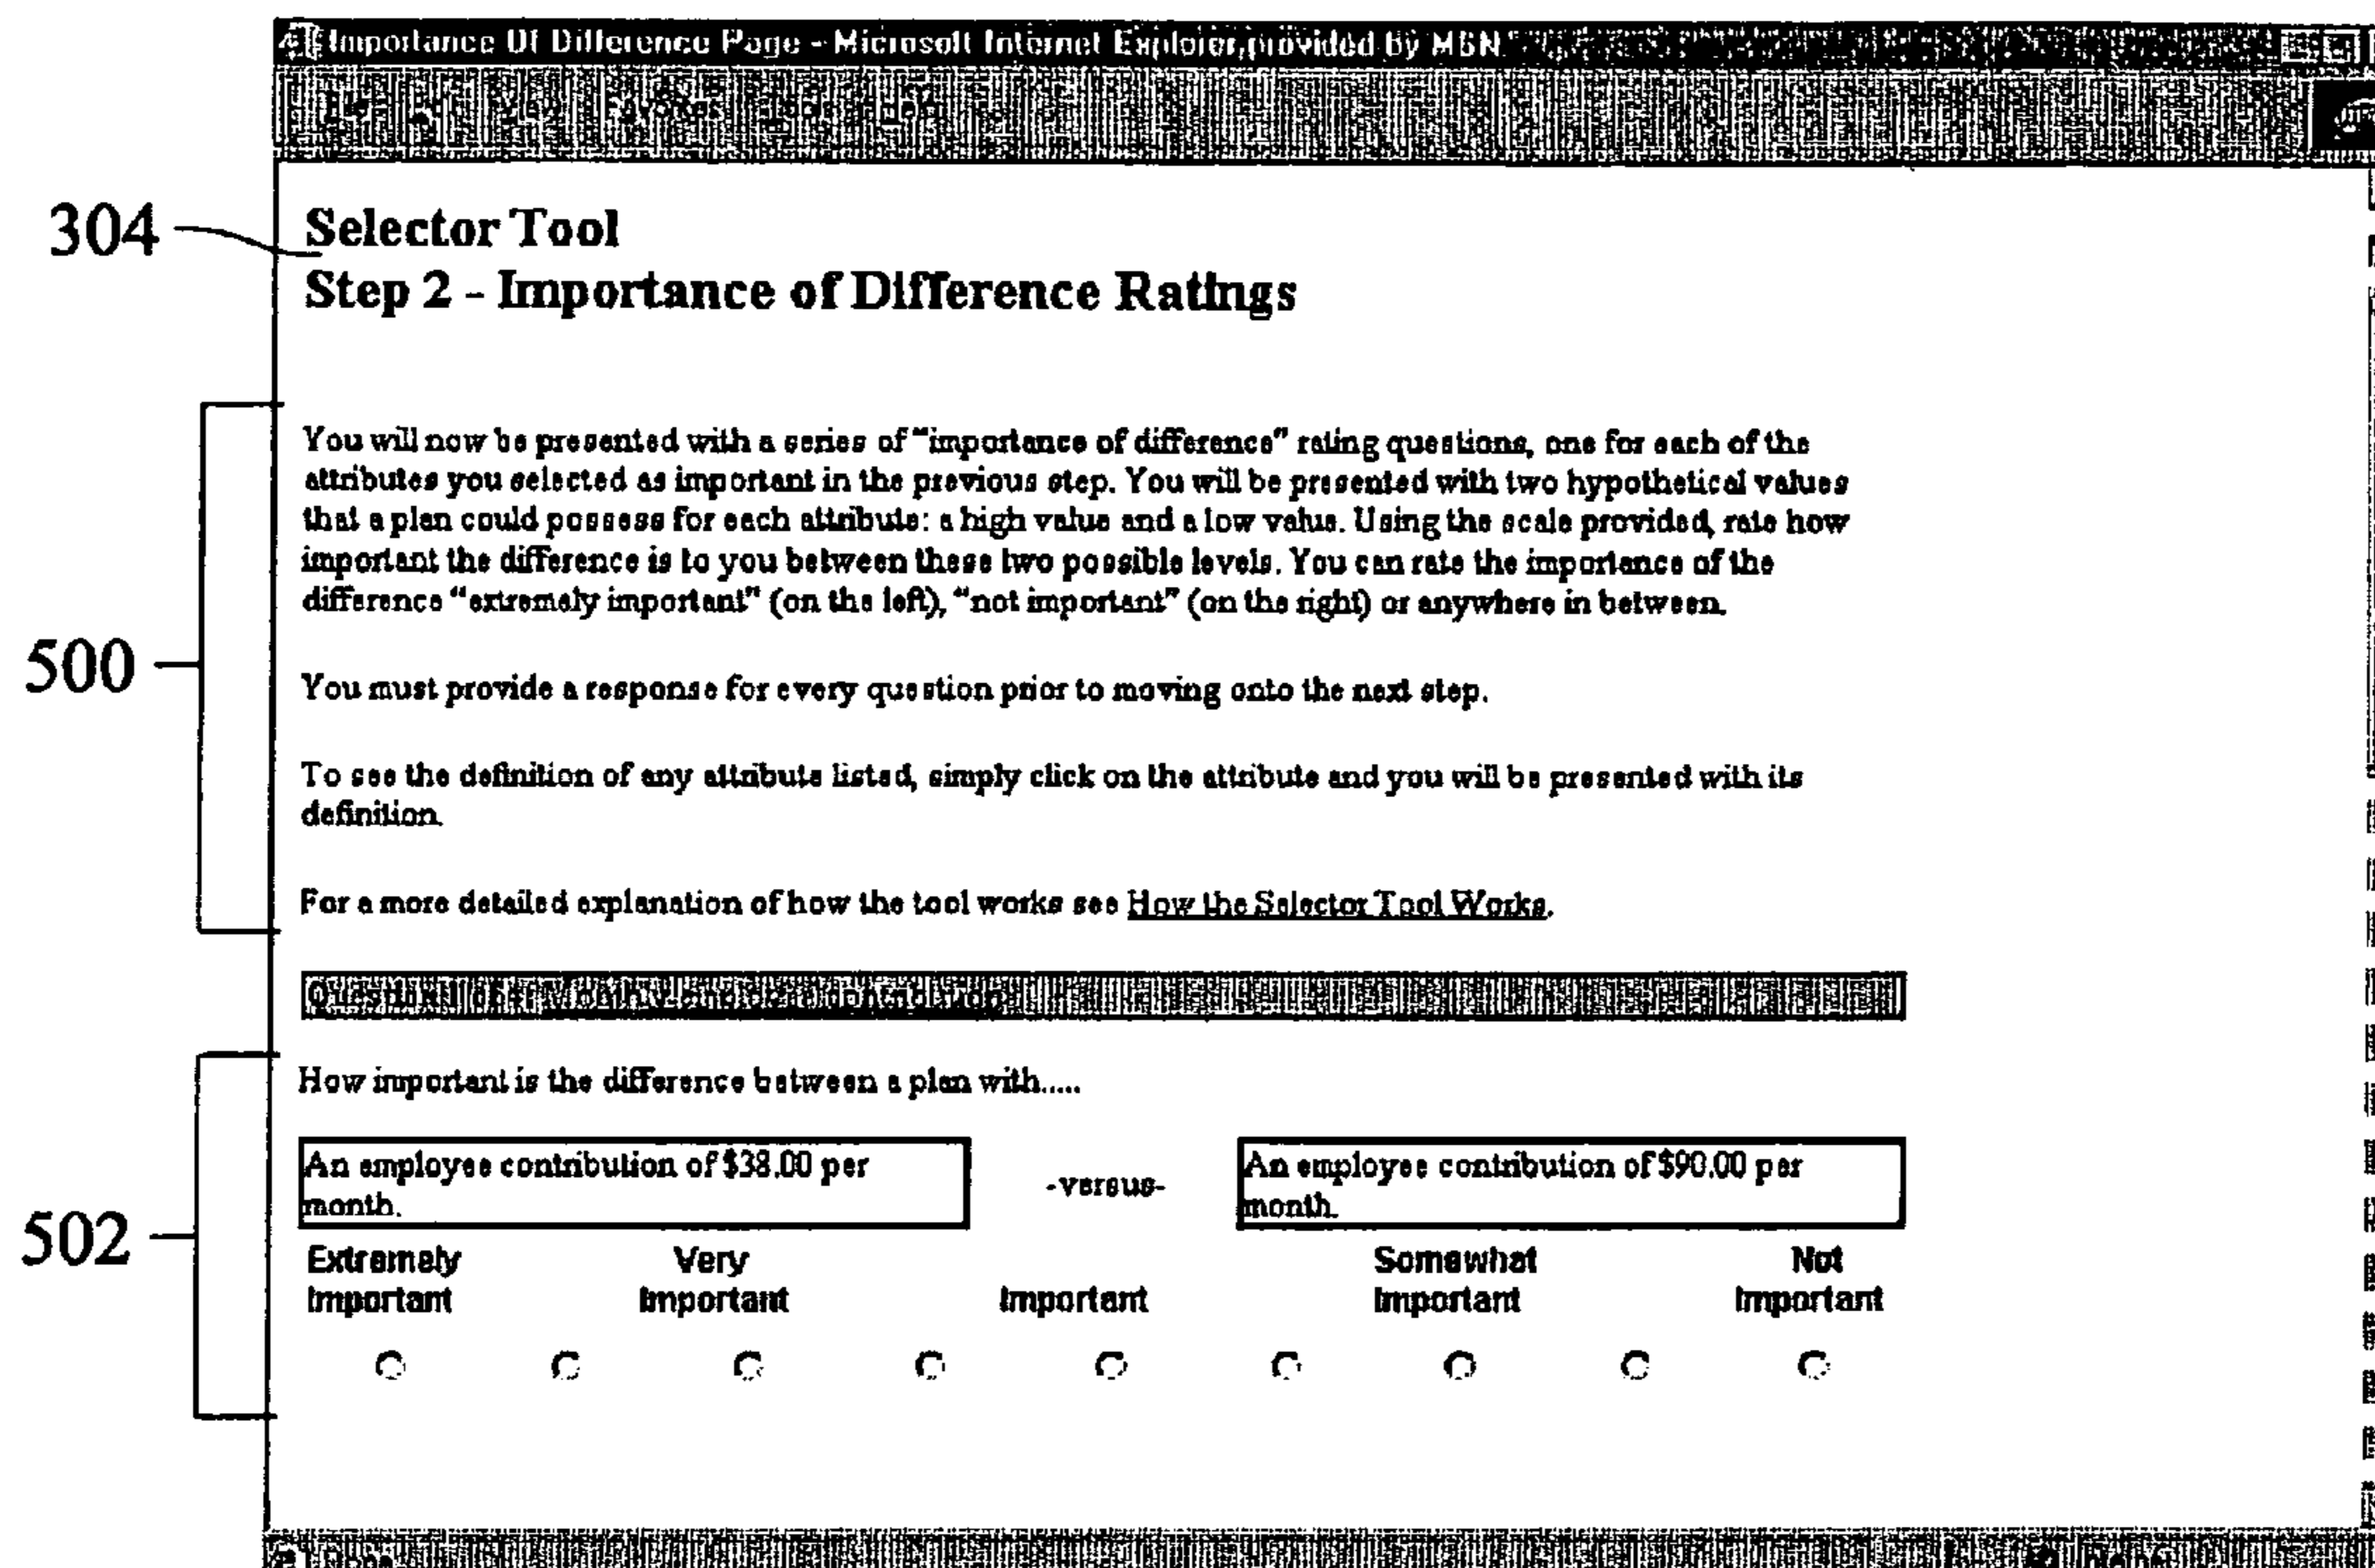 Importance Of Difference Page - Microsoft Internet Explorer, provided by MSN
304
Selector Tool
Step 2 - Importance of Difference Ratings
500
You will now be presented with a series of "importance of difference" rating questions, one for each of the
attributes you selected as important in the previous step. You will be presented with two hypothetical values
that a plan could possess for each attribute: a high value and a low value. Using the scale provided, rate how
important the difference is to you between these two possible levels. You can rate the importance of the
difference "extremely important" (on the left), "not important" (on the right) or anywhere in between.
You must provide a response for every question prior to moving onto the next step.
To see the definition of any attribute listed, simply click on the attribute and you will be presented with its
definition.
For a more detailed explanation of how the tool works see How the Selector Tool Works.
502
How important is the difference between a plan with.....
An employee contribution of $38.00 per
month.
-versus-
An employee contribution of $90.00 per
month.
Extremely
Important
Very
Important
Important
Somewhat
Important
Not
Important